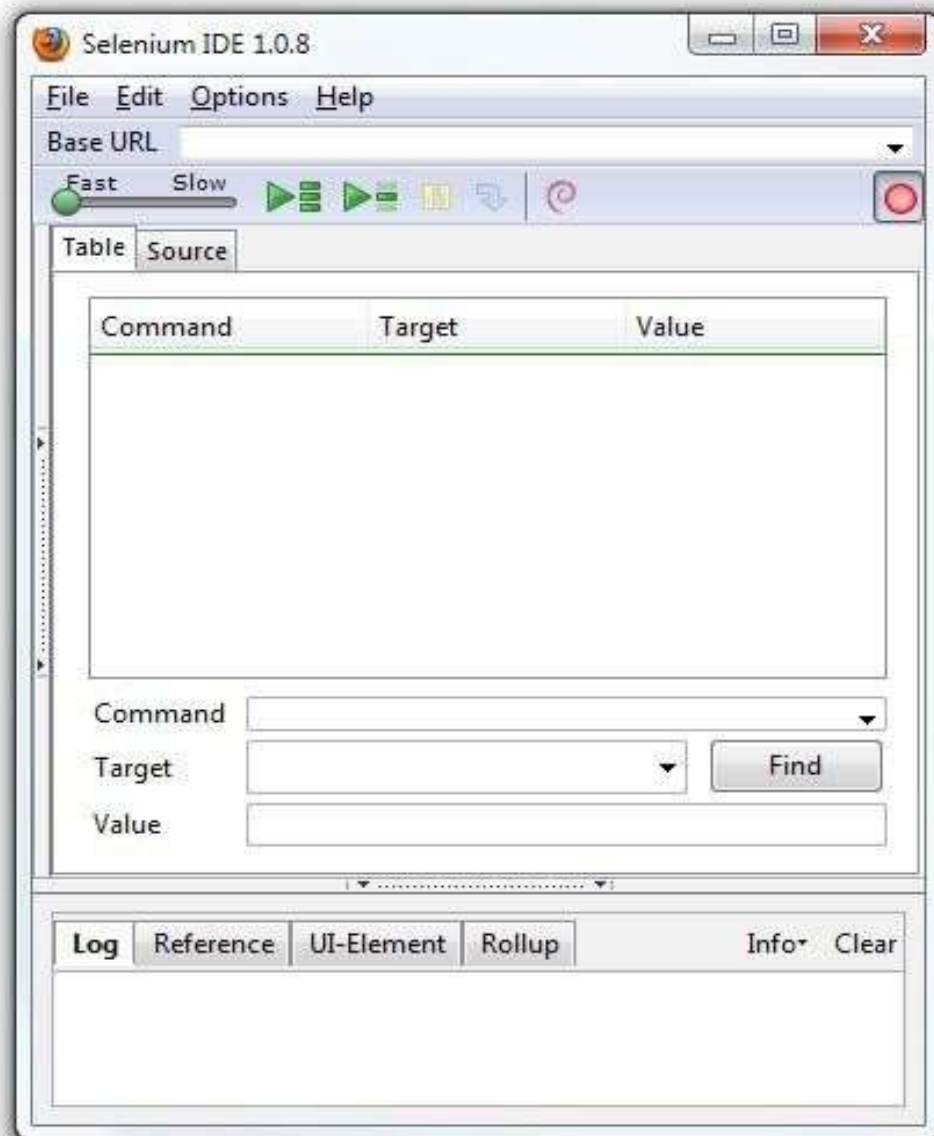 Selenium IDE 1.0.8
File Edit Options Help
Base URL
Fast Slow
Table Source
Command Target Value
Command
Target Find
Value
Log Reference UI-Element Rollup Info Clear